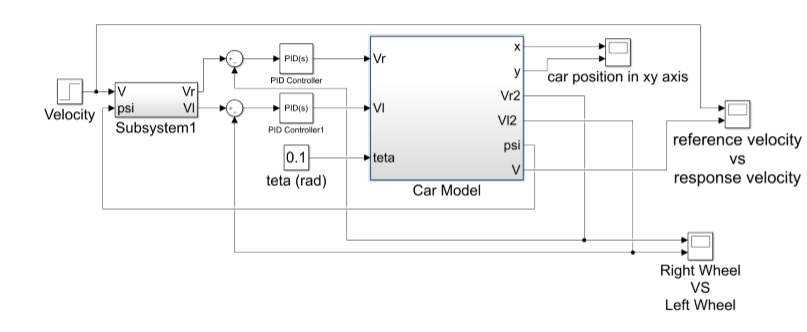 Velocity
V
psi
Vr
Vl
Subsystem1
PID(s)
PID Controller
PID(s)
PID Controller1
0.1
teta (rad)
Vr
Vl
teta
x
y
Vr2
Vl2
psi
V
Car Model
car position in xy axis
reference velocity
vs
response velocity
Right Wheel
VS
Left Wheel